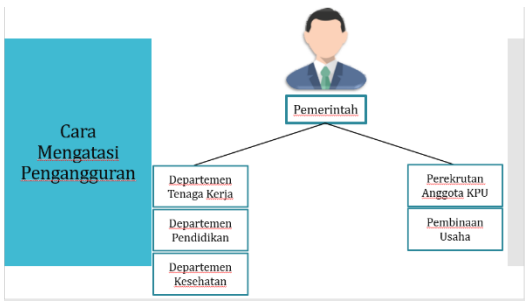 Cara
Mengatasi
Pengangguran
Pemerintah
Departemen
Tenaga Kerja
Departemen
Pendidikan
Departemen
Kesehatan
Perekrutan
Anggota KPU
Pembinaan
Usaha